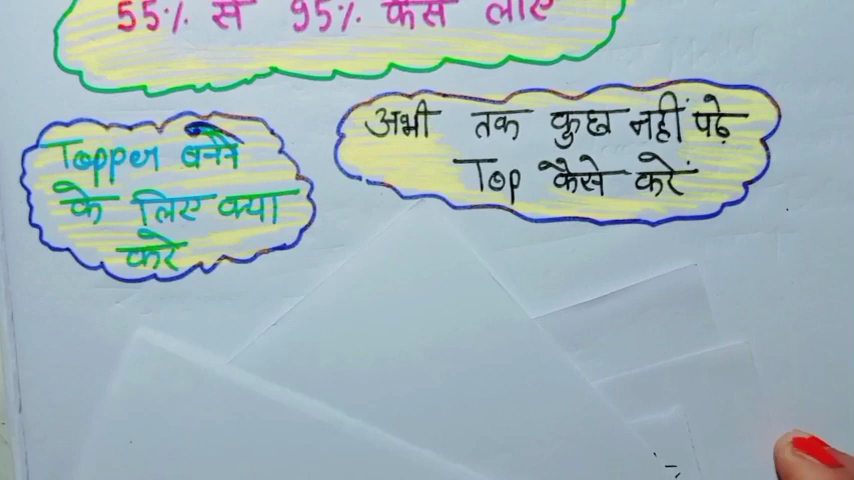 55% से 95% कैसे लाए
अभी तक कुछ नहीं पढ़े
Top कैसे करें
Topper बनने
के लिए क्या
करे